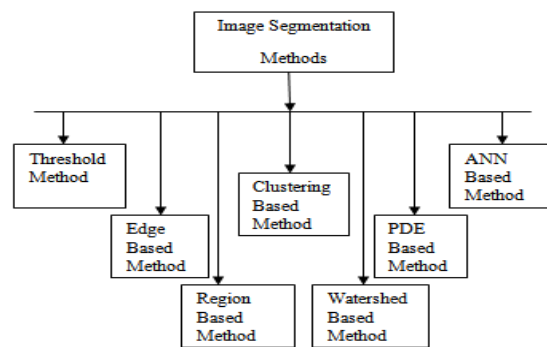 Image Segmentation
Methods
Threshold
Method
Edge
Based
Method
Region
Based
Method
Clustering
Based
Method
Watershed
Based
Method
PDE
Based
Method
ANN
Based
Method